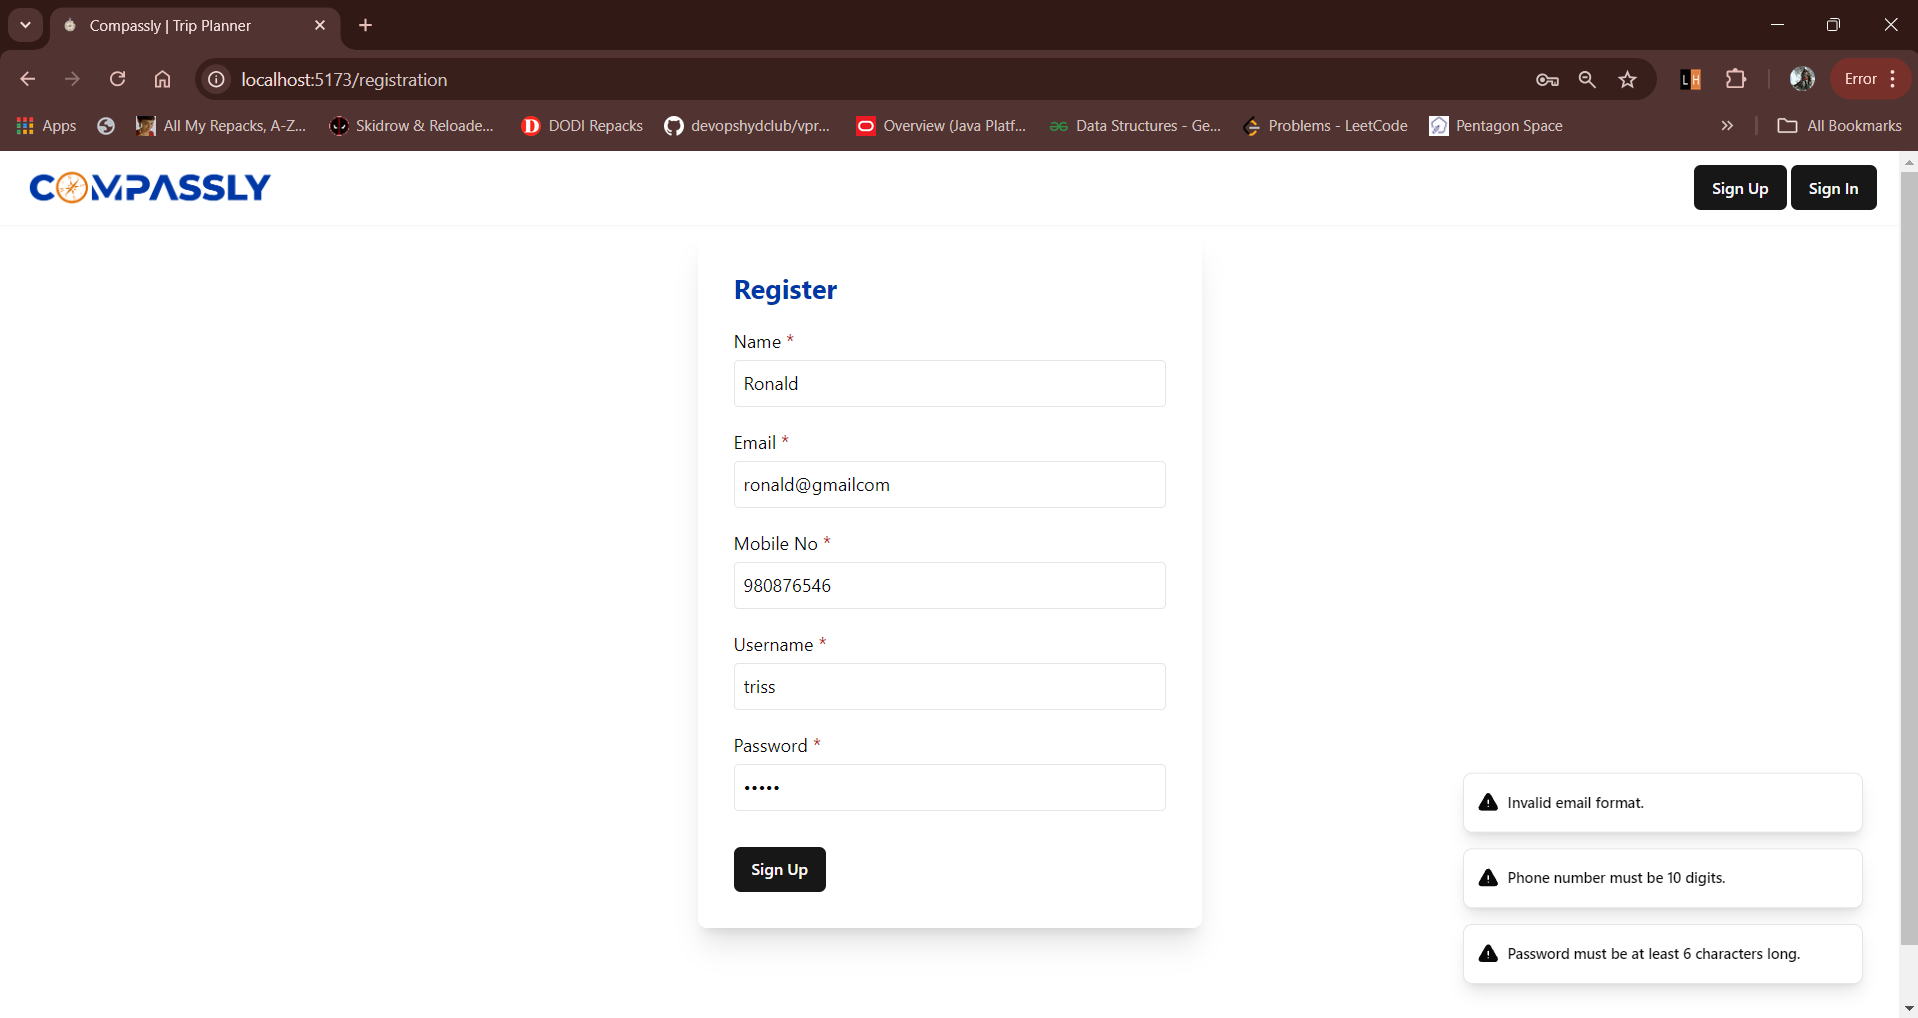 Compassly | Trip Planner
localhost:5173/registration
Error
Apps
All My Repacks, A-Z...
Skidrow & Reloade...
DODI Repacks
devopshydclub/vpr...
Overview (Java Platf...
Data Structures - Ge...
Problems - LeetCode
Pentagon Space
All Bookmarks
COMPASSLY
Sign Up
Sign In
Register
Name *
Ronald
Email *
ronald@gmailcom
Mobile No *
980876546
Username *
triss
Password *
•••••
Sign Up
Invalid email format.
Phone number must be 10 digits.
Password must be at least 6 characters long.